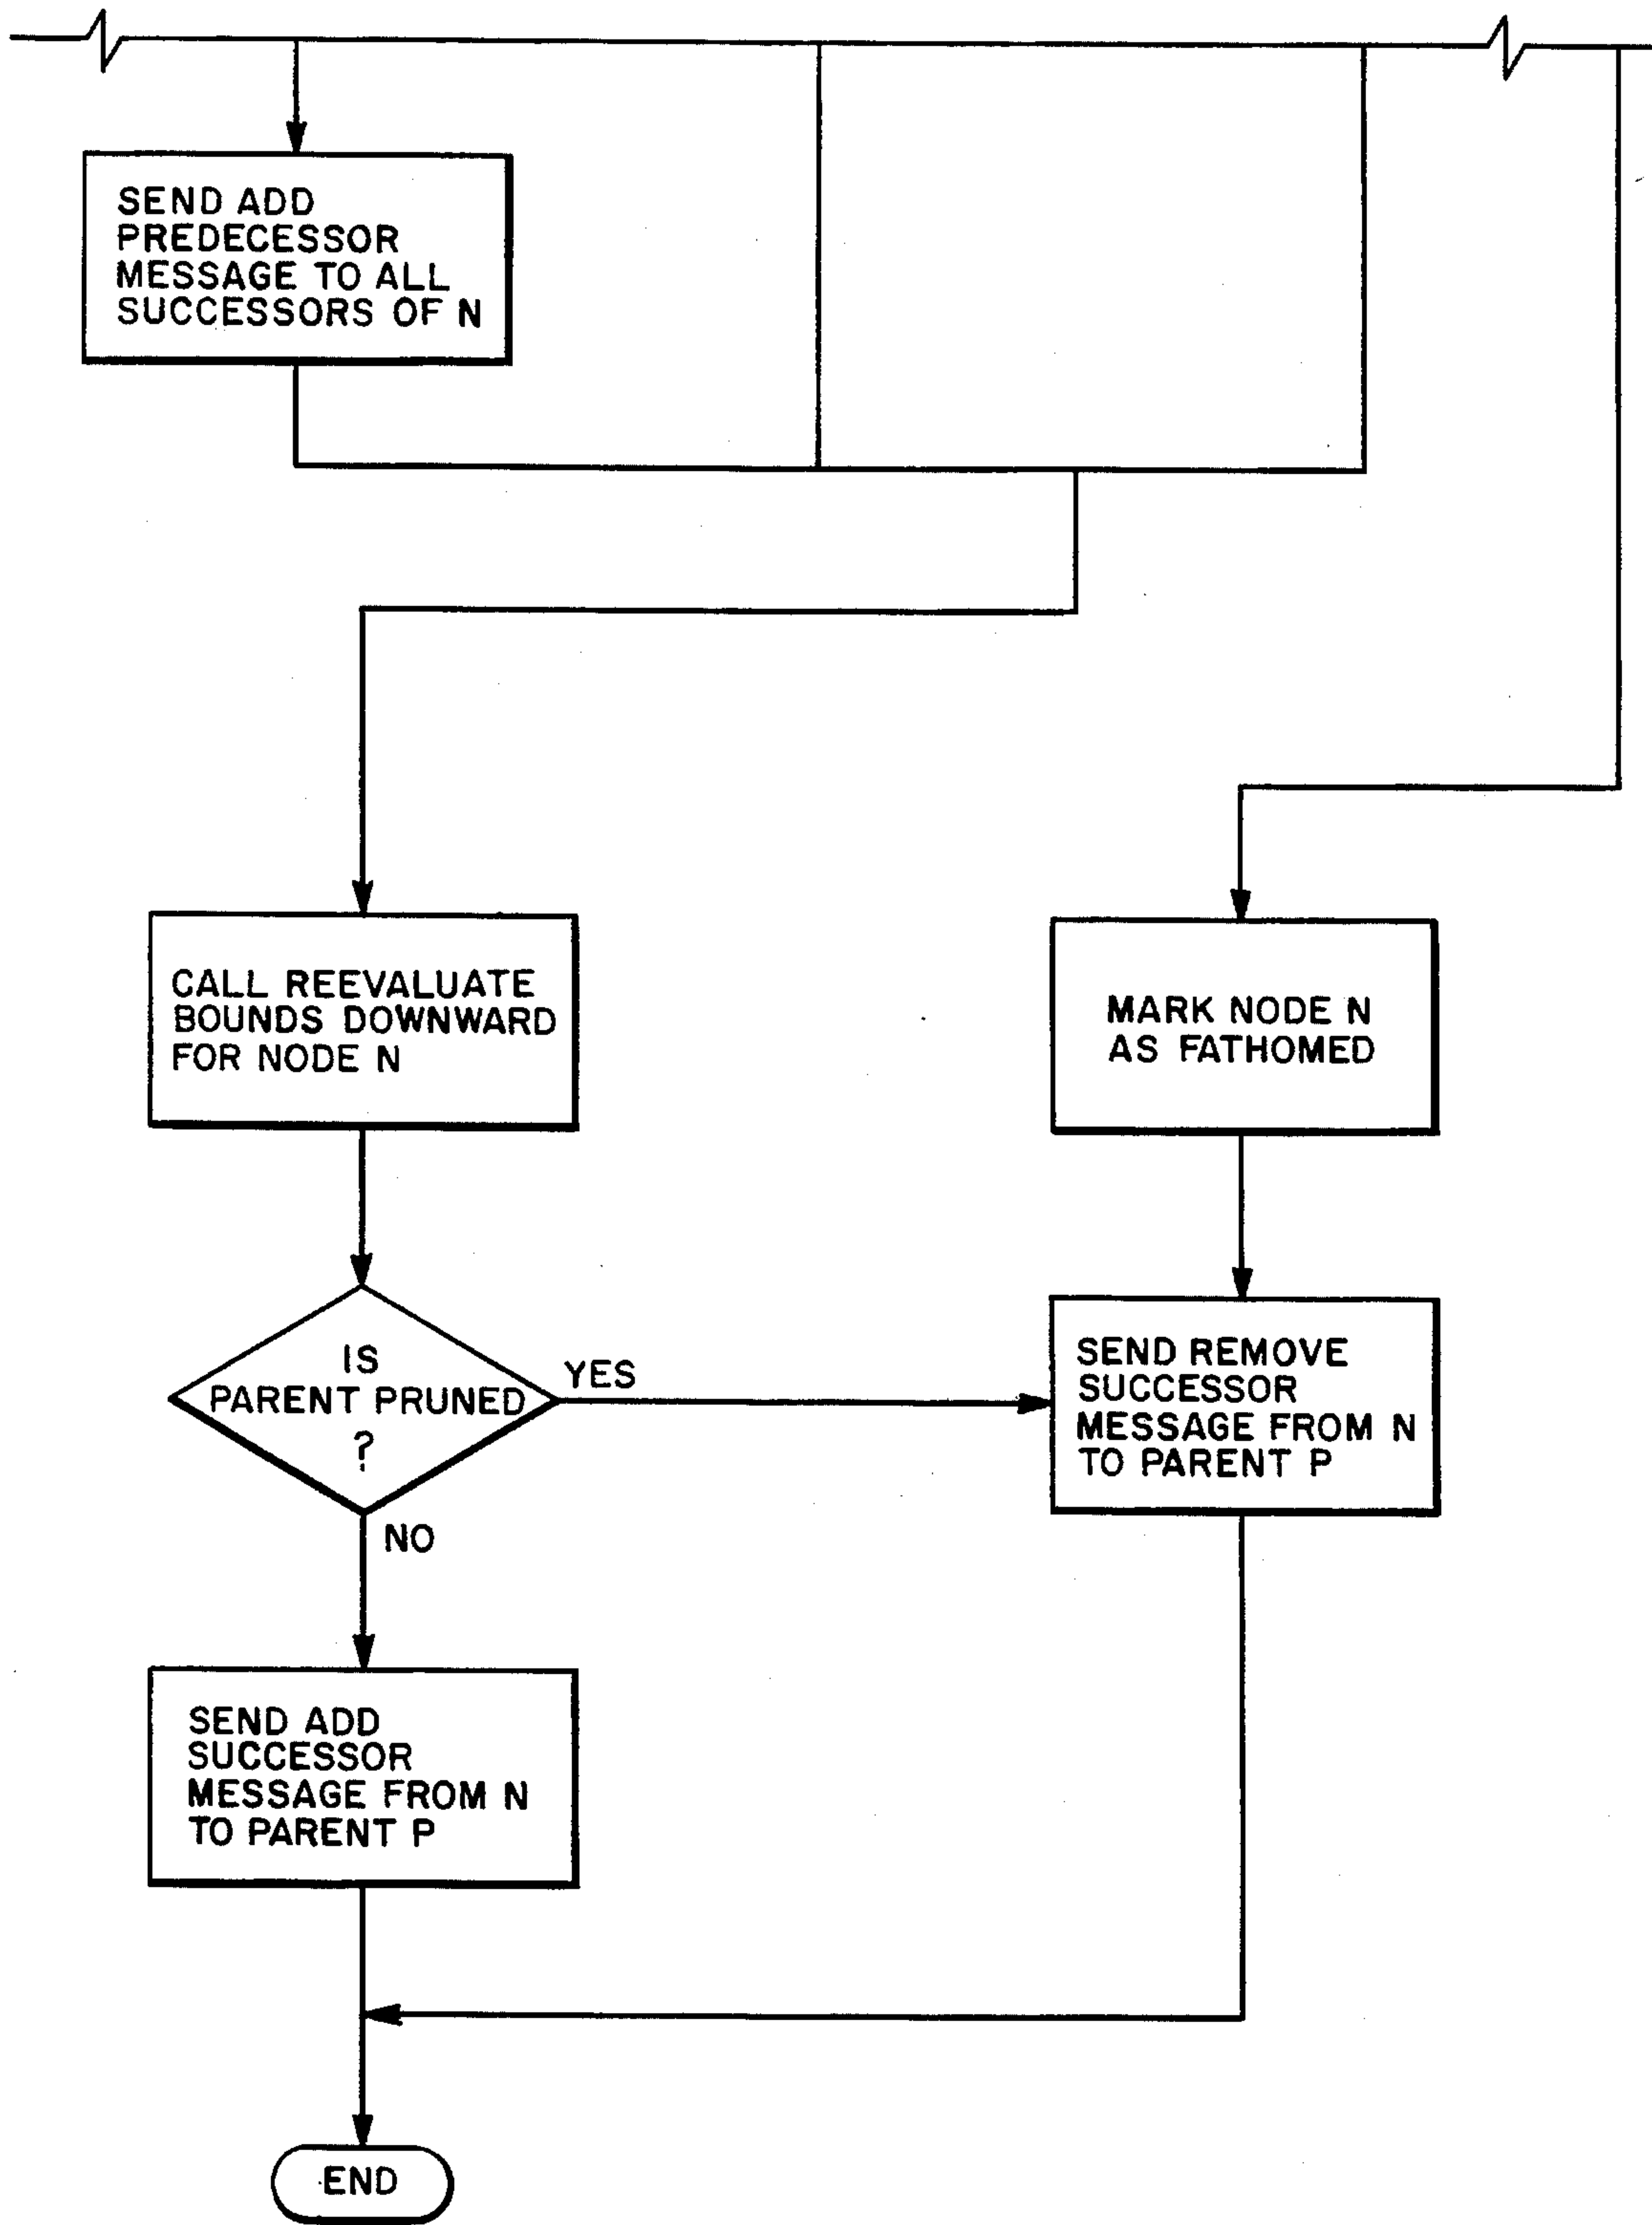 SEND ADD
PREDECESSOR
MESSAGE TO ALL
SUCCESSORS OF N
CALL REEVALUATE
BOUNDS DOWNWARD
FOR NODE N
MARK NODE N
AS FATHOMED
IS
PARENT PRUNED
?
YES
NO
SEND REMOVE
SUCCESSOR
MESSAGE FROM N
TO PARENT P
SEND ADD
SUCCESSOR
MESSAGE FROM N
TO PARENT P
END